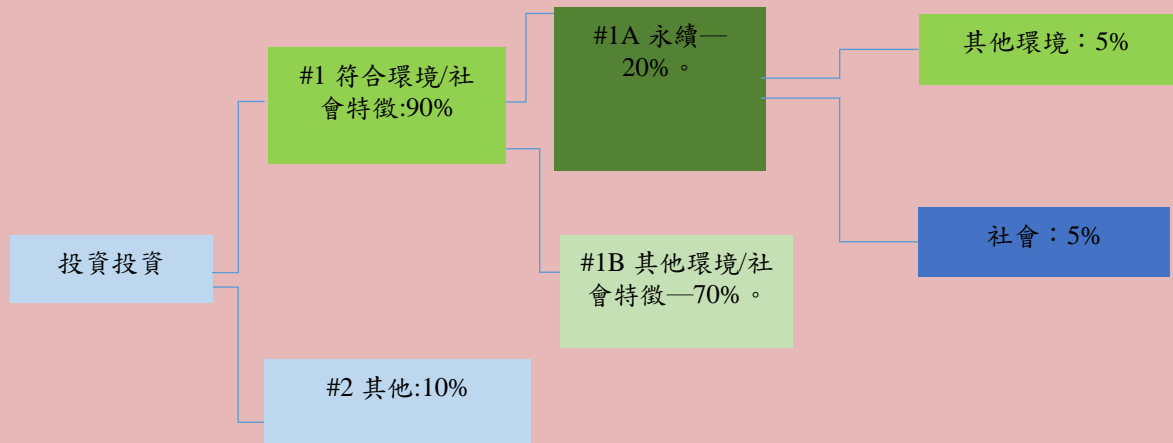 #1 符合環境/社
會特徵:90%
#1A 永續—
20%。
其他環境：5%
社會：5%
投資投資
#1B 其他環境/社
會特徵—70%。
#2 其他:10%